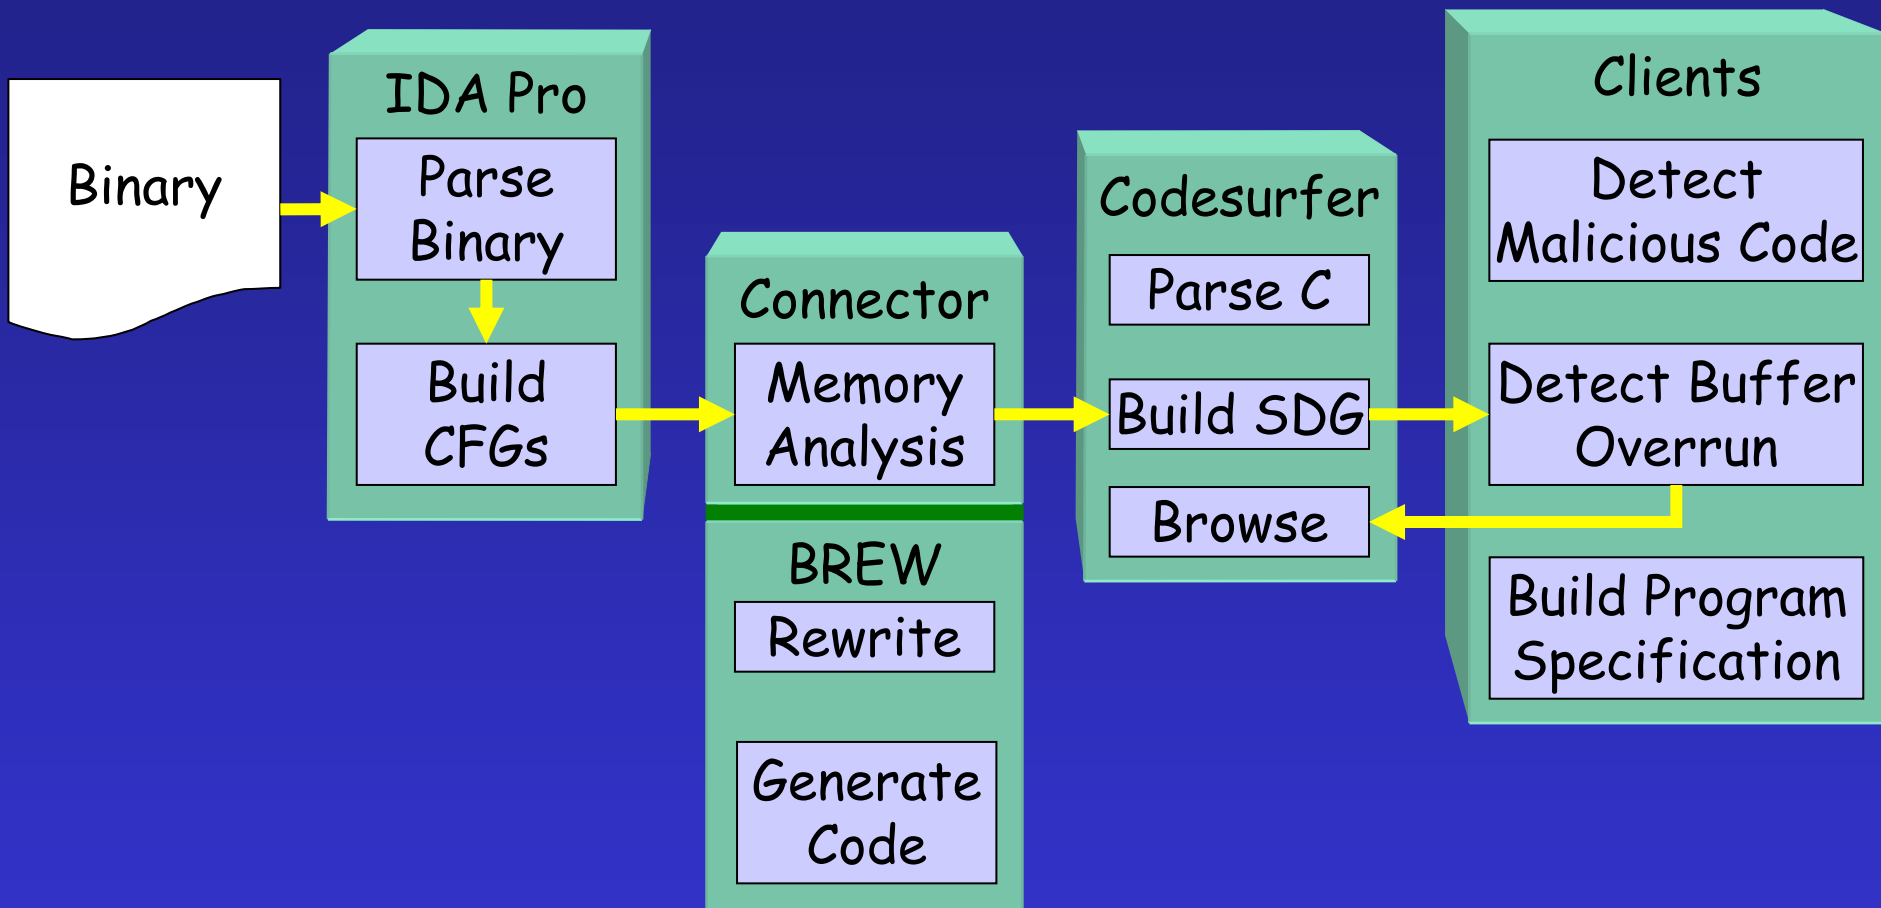 Binary
IDA Pro
Parse
Binary
Build
CFGs
Connector
Memory
Analysis
BREW
Rewrite
Generate
Code
Codesurfer
Parse C
Build SDG
Browse
Clients
Detect
Malicious Code
Detect Buffer
Overrun
Build Program
Specification